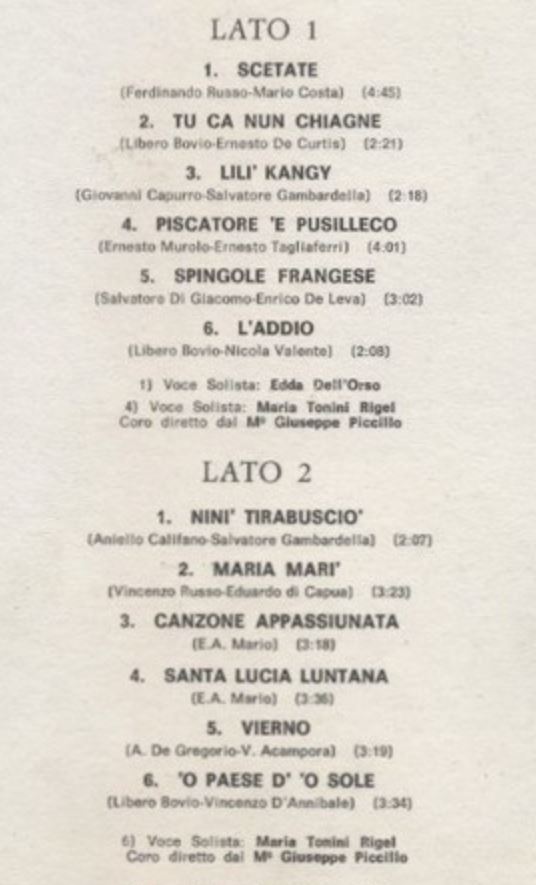 LATO 1
1. SCETATE
(Ferdinando Russo-Mario Costa) (4:45)
2. TU CA NUN CHIAGNE
(Libero Bovio-Ernesto De Curtis) (2:21)
3. LILI' KANGY
(Giovanni Capurro-Salvatore Gambardella) (2:18)
4. PISCATORE 'E PUSILLECO
(Ernesto Murolo-Ernesto Tagliaferri) (4:01)
5. SPINGOLE FRANGESE
(Salvatore Di Giacomo-Enrico De Leva) (3:02)
6. L'ADDIO
(Libero Bovio-Nicola Valente) (2:08)
1) Voce Solista: Edda Dell'Orso
4) Voce Solista: Maria Tonini Rigel
Coro diretto dal Mº Giuseppe Piccillo
LATO 2
1. NINI' TIRABUSCIO'
(Aniello Califano-Salvatore Gambardella) (2:07)
2. MARIA MARI'
(Vincenzo Russo-Eduardo di Capua) (3:23)
3. CANZONE APPASSIUNATA
(E.A. Mario) (3:18)
4. SANTA LUCIA LUNTANA
(E.A. Mario) (3:36)
5. VIERNO
(A. De Gregorio-V. Acampora) (3:19)
6. 'O PAESE D' 'O SOLE
(Libero Bovio-Vincenzo D'Annibale) (3:34)
6) Voce Solista: Maria Tonini Rigel
Coro diretto dal Mº Giuseppe Piccillo